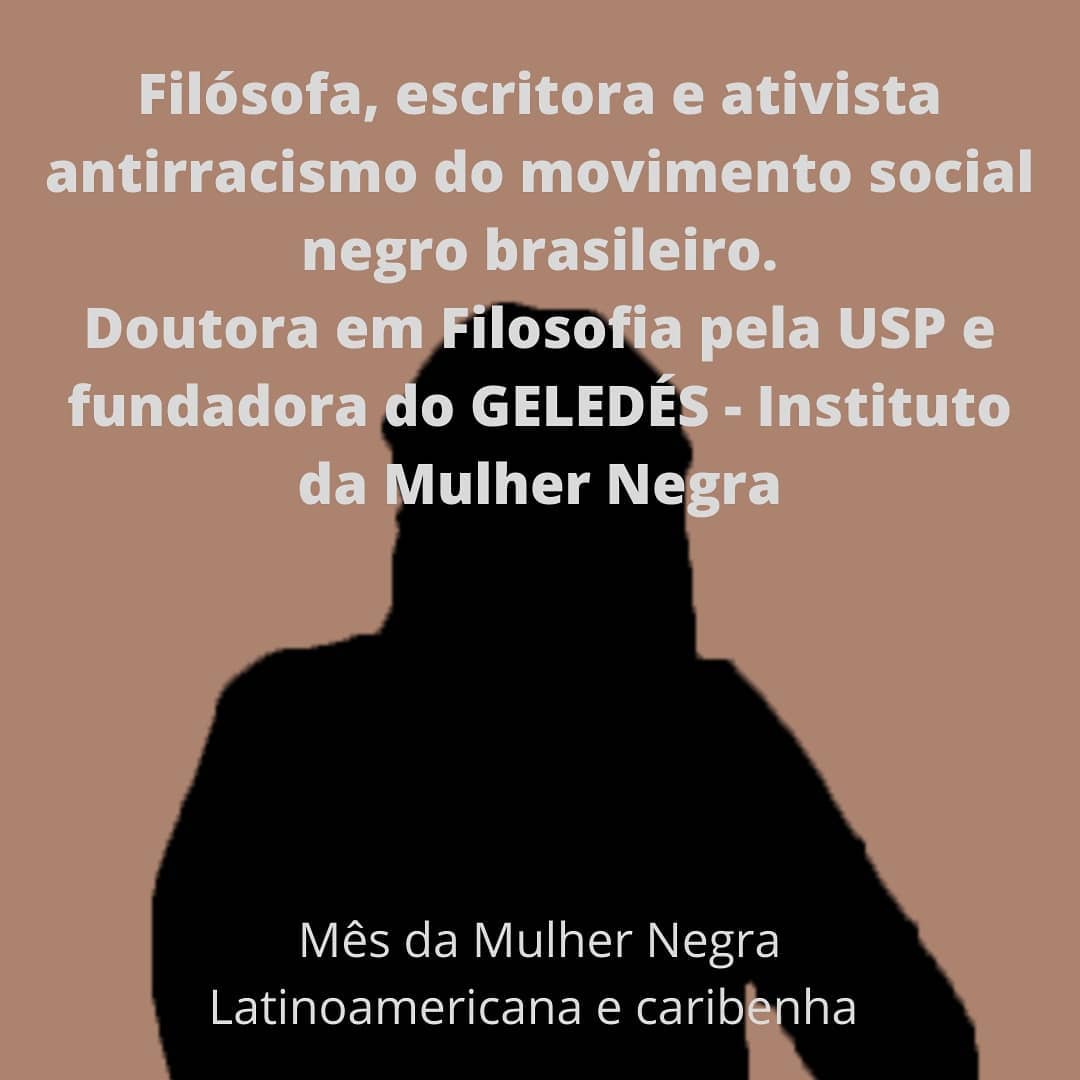 Filósofa, escritora e ativista
antirracismo do movimento social
negro brasileiro.
Doutora em Filosofia pela USP e
fundadora do GELEDÉS - Instituto
da Mulher Negra
Mês da Mulher Negra
Latinoamericana e caribenha